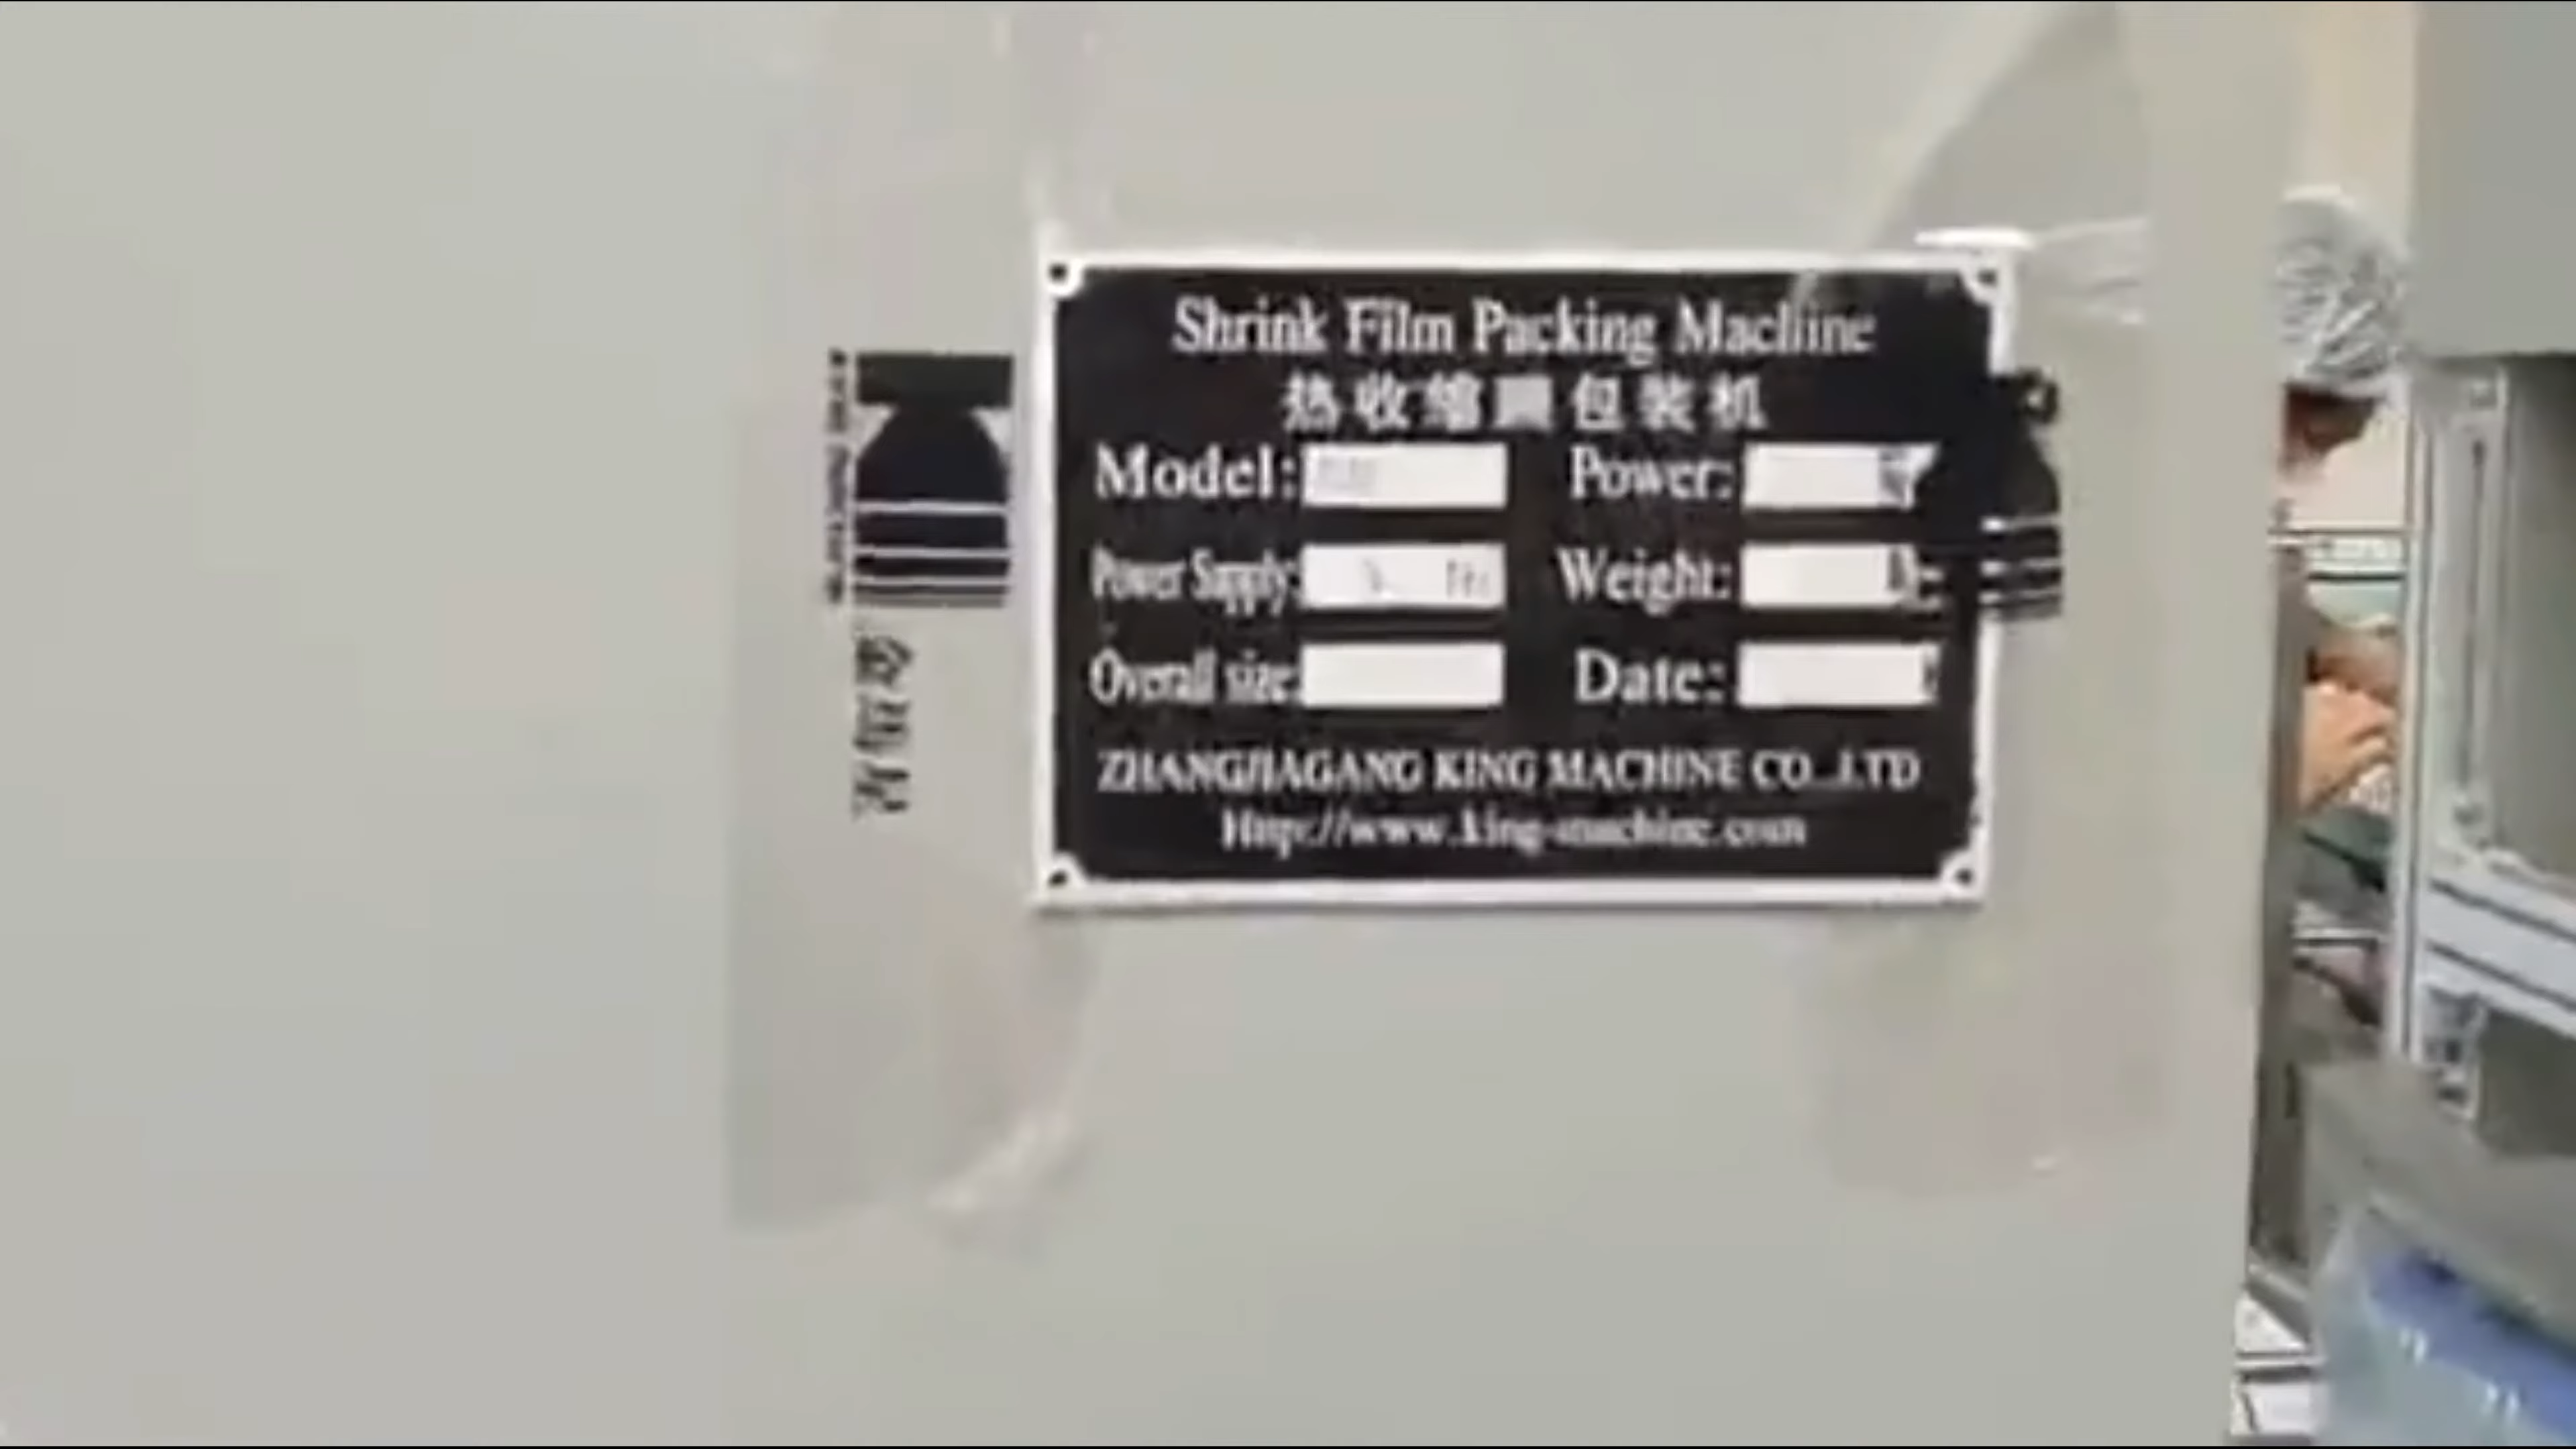 Shrink Film Packing Machine
热收缩膜包装机
Model:
Power:
Power Supply: V Hz
Weight:
Overall size:
Date:
ZHANGJIAGANG KING MACHINE CO.,LTD
Http://www.king-machine.com